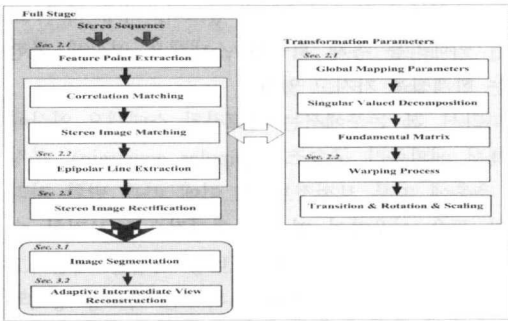 Full Stage
Stereo Sequence
Sec. 2.1
Feature Point Extraction
Correlation Matching
Stereo Image Matching
Sec. 2.2
Epipolar Line Extraction
Sec. 2.3
Stereo Image Rectification
Sec. 3.1
Image Segmentation
Sec. 3.2
Adaptive Intermediate View
Reconstruction
Transformation Parameters
Sec. 2.1
Global Mapping Parameters
Singular Valued Decomposition
Fundamental Matrix
Sec. 2.2
Warping Process
Transition & Rotation & Scaling